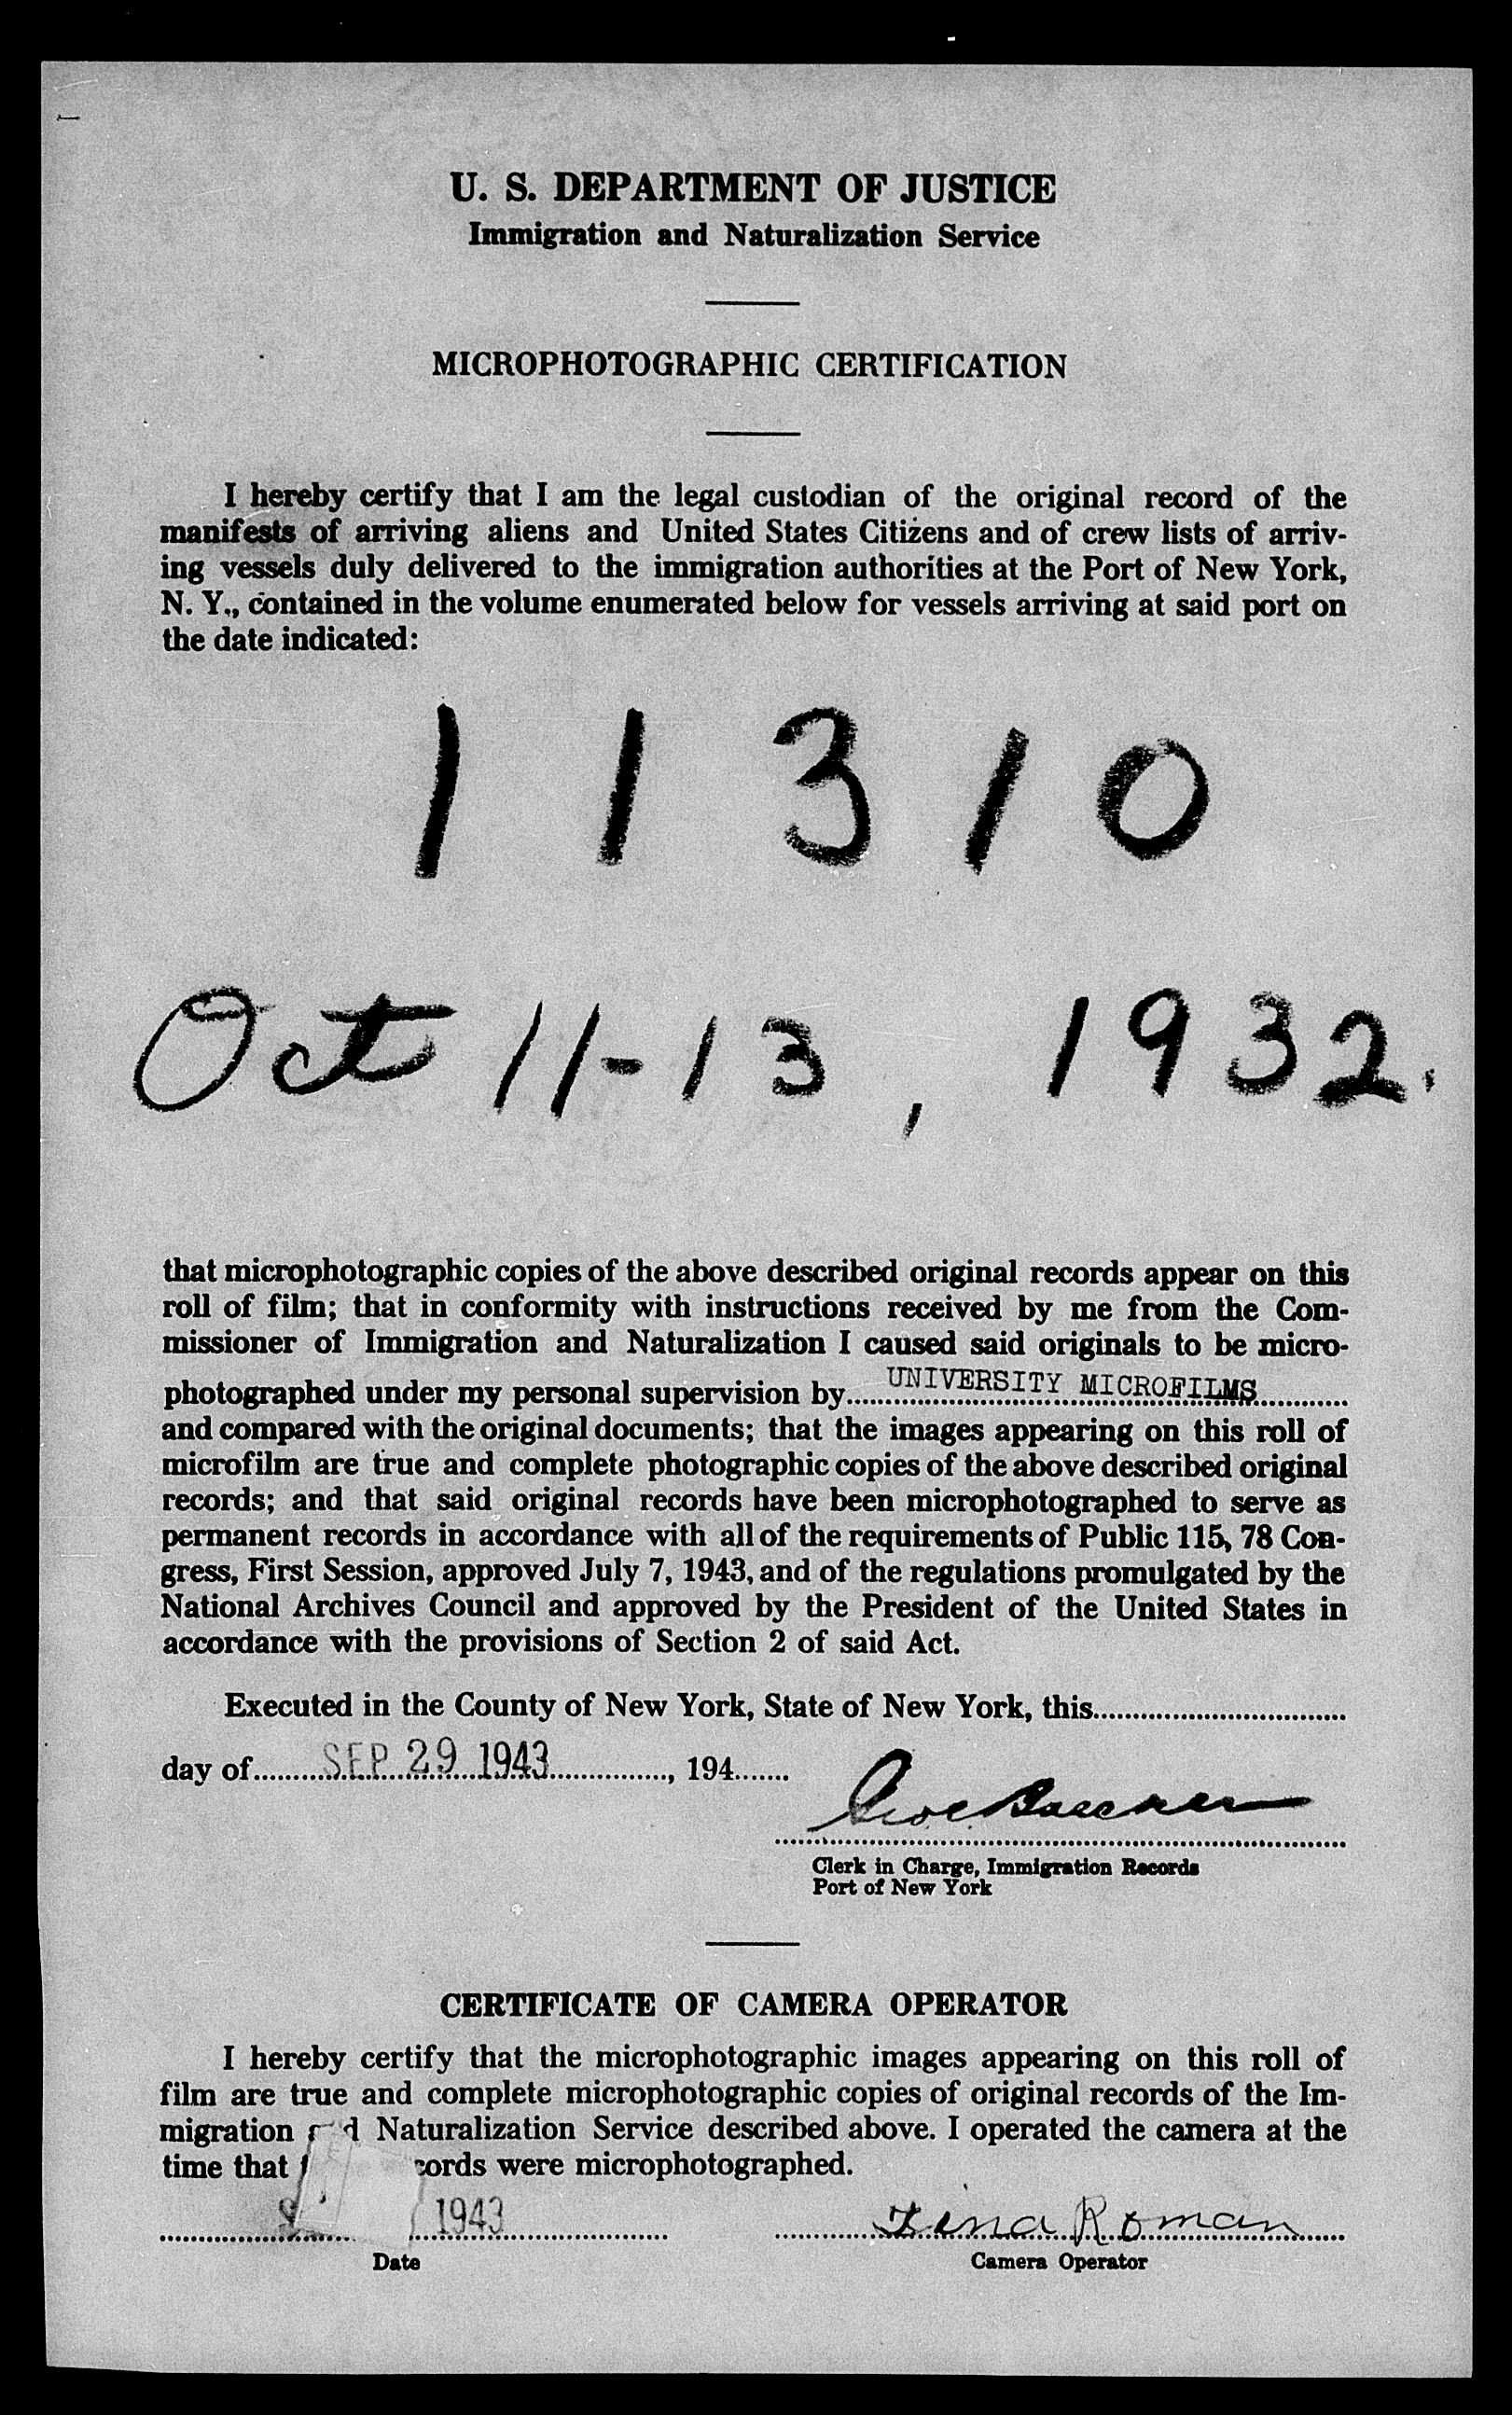 U. S. DEPARTMENT OF JUSTICE
Immigration and Naturalization Service
MICROPHOTOGRAPHIC CERTIFICATION
I hereby certify that I am the legal custodian of the original record of the
manifests of arriving aliens and United States Citizens and of crew lists of arriv-
ing vessels duly delivered to the immigration authorities at the Port of New York,
N. Y., contained in the volume enumerated below for vessels arriving at said port on
the date indicated:
11310
Oct 11-13, 1932.
that microphotographic copies of the above described original records appear on this
roll of film; that in conformity with instructions received by me from the Com-
missioner of Immigration and Naturalization I caused said originals to be micro-
photographed under my personal supervision by UNIVERSITY MICROFILMS
and compared with the original documents; that the images appearing on this roll of
microfilm are true and complete photographic copies of the above described original
records; and that said original records have been microphotographed to serve as
permanent records in accordance with all of the requirements of Public 115, 78 Con-
gress, First Session, approved July 7, 1943, and of the regulations promulgated by the
National Archives Council and approved by the President of the United States in
accordance with the provisions of Section 2 of said Act.
Executed in the County of New York, State of New York, this
day of SEP 29 1943, 194
Clerk in Charge, Immigration Records
Port of New York
CERTIFICATE OF CAMERA OPERATOR
I hereby certify that the microphotographic images appearing on this roll of
film are true and complete microphotographic copies of original records of the Im-
migration Naturalization Service described above. I operated the camera at the
time that were microphotographed.
1943 Roman
Date Camera Operator